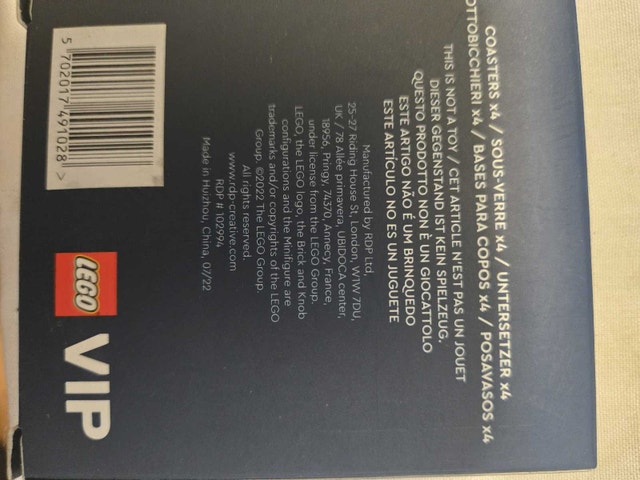 COASTERS x4 / SOUS-VERRE x4 / UNTERSETZER x4
OTTOBICCHIERI x4 / BASES PARA COPOS x4 / POSAVASOS x4
THIS IS NOT A TOY / CET ARTICLE N'EST PAS UN JOUET
DIESER GEGENSTAND IST KEIN SPIELZEUG,
QUESTO PRODOTTO NON È UN GIOCATTOLO
ESTE ARTIGO NÃO É UM BRINQUEDO
ESTE ARTÍCULO NO ES UN JUGUETE
Manufactured by RDP Ltd,
25-27 Riding House St, London, W1W 7DU,
UK / 78 Allée primavera, UBIDOCA center,
18956, Pringy, 74370, Annecy, France,
under license from the LEGO Group.
LEGO, the LEGO logo, the Brick and Knob
configurations and the Minifigure are
trademarks and/or copyrights of the LEGO
Group. ©2022 The LEGO Group.
All rights reserved.
www.rdp-creative.com
RDP # 102994
Made in Huizhou, China, 07/22
5 702017 491028 >
LEGO
VIP